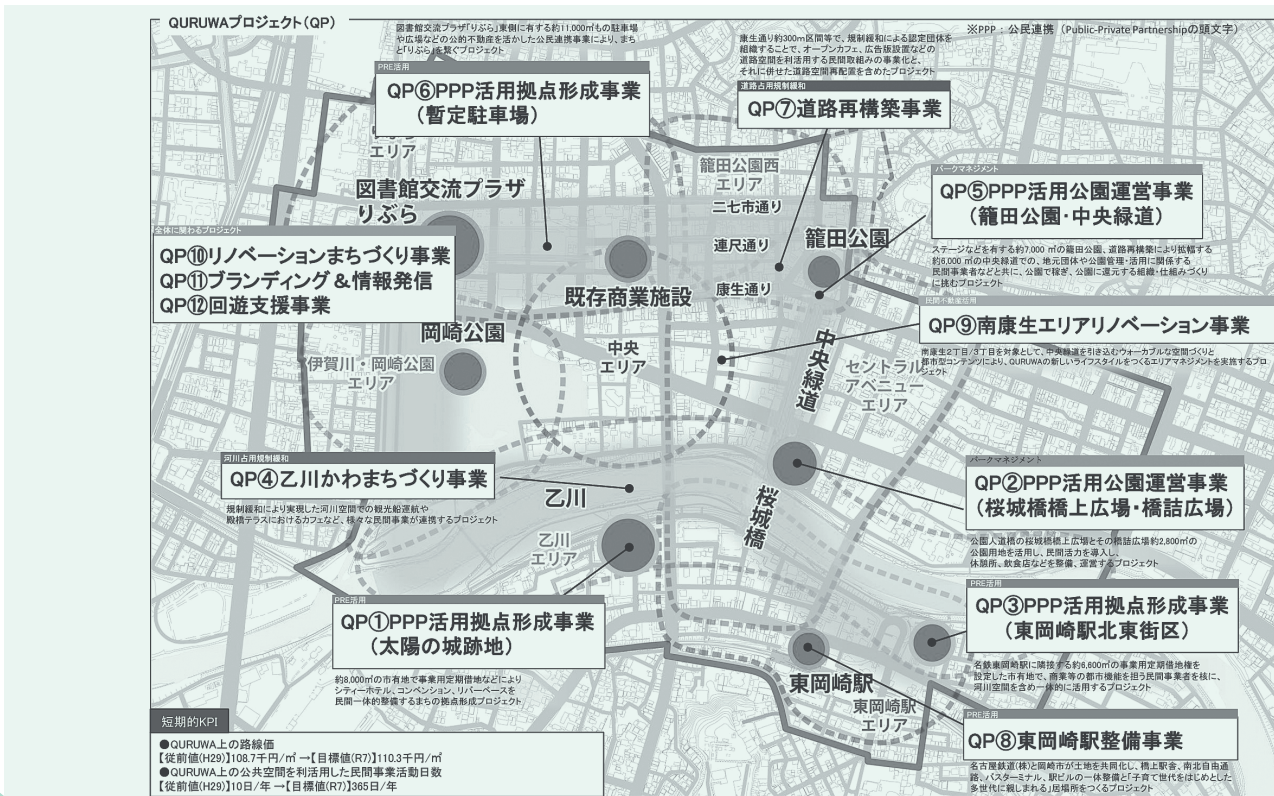 QURUWAプロジェクト(QP)
※PPP：公民連携（Public-Private Partnershipの頭文字）
図書館交流プラザ「りぶら」東側に有する約11,000㎡もの駐車場
や広場などの公的不動産を活かした公民連携事業により、まち
と「りぶら」を繋ぐプロジェクト
PRE活用
QP⑥PPP活用拠点形成事業
（暫定駐車場）
康生通り約300m区間等で、規制緩和による認定団体を
組織することで、オープンカフェ、広告版設置などの
道路空間を利活用する民間取組みの事業化と、
それに併せた道路空間再配置を含めたプロジェクト
道路占用規制緩和
QP⑦道路再構築事業
エリア
図書館交流プラザ
りぶら
籠田公園西
エリア
二七市通り
連尺通り
康生通り
籠田公園
パークマネジメント
QP⑤PPP活用公園運営事業
（籠田公園・中央緑道）
ステージなどを有する約7,000㎡の籠田公園、道路再構築により拡幅する
約6,000㎡の中央緑道での、地元団体や公園管理・活用に関係する
民間事業者などと共に、公園で稼ぎ、公園に還元する組織・仕組みづくり
に挑むプロジェクト
全体に関わるプロジェクト
QP⑩リノベーションまちづくり事業
QP⑪ブランディング＆情報発信
QP⑫回遊支援事業
既存商業施設
民間不動産活用
QP⑨南康生エリアリノベーション事業
南康生2丁目/3丁目を対象として、中央緑道を引き込むウォーカブルな空間づくりと
都市型コンテンツにより、QURUWAの新しいライフスタイルをつくるエリアマネジメントを実施するプロ
ジェクト
岡崎公園
伊賀川・岡崎公園
エリア
中央
エリア
中央緑道
セントラル
アベニュー
エリア
河川占用規制緩和
QP④乙川かわまちづくり事業
規制緩和により実現した河川空間での観光船運航や
殿橋テラスにおけるカフェなど、様々な民間事業が連携するプロジェクト
乙川
乙川
エリア
桜城橋
パークマネジメント
QP②PPP活用公園運営事業
（桜城橋橋上広場・橋詰広場）
公園人道橋の桜城橋橋上広場とその橋詰広場約2,800㎡の
公園用地を活用し、民間活力を導入し、
休憩所、飲食店などを整備、運営するプロジェクト
PRE活用
QP①PPP活用拠点形成事業
（太陽の城跡地）
約8,000㎡の市有地で事業用定期借地などにより
シティーホテル、コンベンション、リバーベースを
民間一体的整備するまちの拠点形成プロジェクト
PRE活用
QP③PPP活用拠点形成事業
（東岡崎駅北東街区）
名鉄東岡崎駅に隣接する約6,600㎡の事業用定期借地権を
設定した市有地で、商業等の都市機能を担う民間事業者を核に、
河川空間を含め一体的に活用するプロジェクト
東岡崎駅
東岡崎駅
エリア
PRE活用
QP⑧東岡崎駅整備事業
名古屋鉄道(株)と岡崎市が土地を共同化し、橋上駅舎、南北自由通
路、バスターミナル、駅ビルの一体整備と「子育て世代をはじめとした
多世代に親しまれる」居場所をつくるプロジェクト
短期的KPI
●QURUWA上の路線価
【従前値(H29)】108.7千円/㎡→【目標値(R7)】110.3千円/㎡
●QURUWA上の公共空間を利活用した民間事業活動日数
【従前値(H29)】10日/年 →【目標値(R7)】365日/年